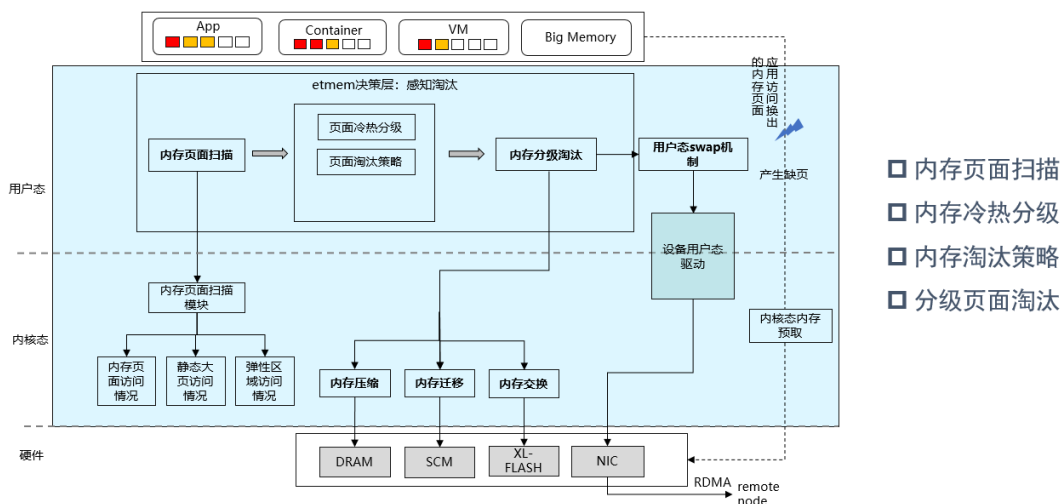 App
Container
VM
Big Memory
etmem决策层：感知淘汰
应用访问换出
的内存页面
页面冷热分级
内存页面扫描
页面淘汰策略
内存分级淘汰
用户态swap机
制
产生缺页
用户态
设备用户态
驱动
内存页面扫描
模块
内核态
内核态内存
预取
内存页
面访问
情况
静态大
页访问
情况
弹性区
域访问
情况
内存压缩
内存迁移
内存交换
硬件
DRAM
SCM
XL-
FLASH
NIC
RDMA
remote
node
内存页面扫描
内存冷热分级
内存淘汰策略
分级页面淘汰